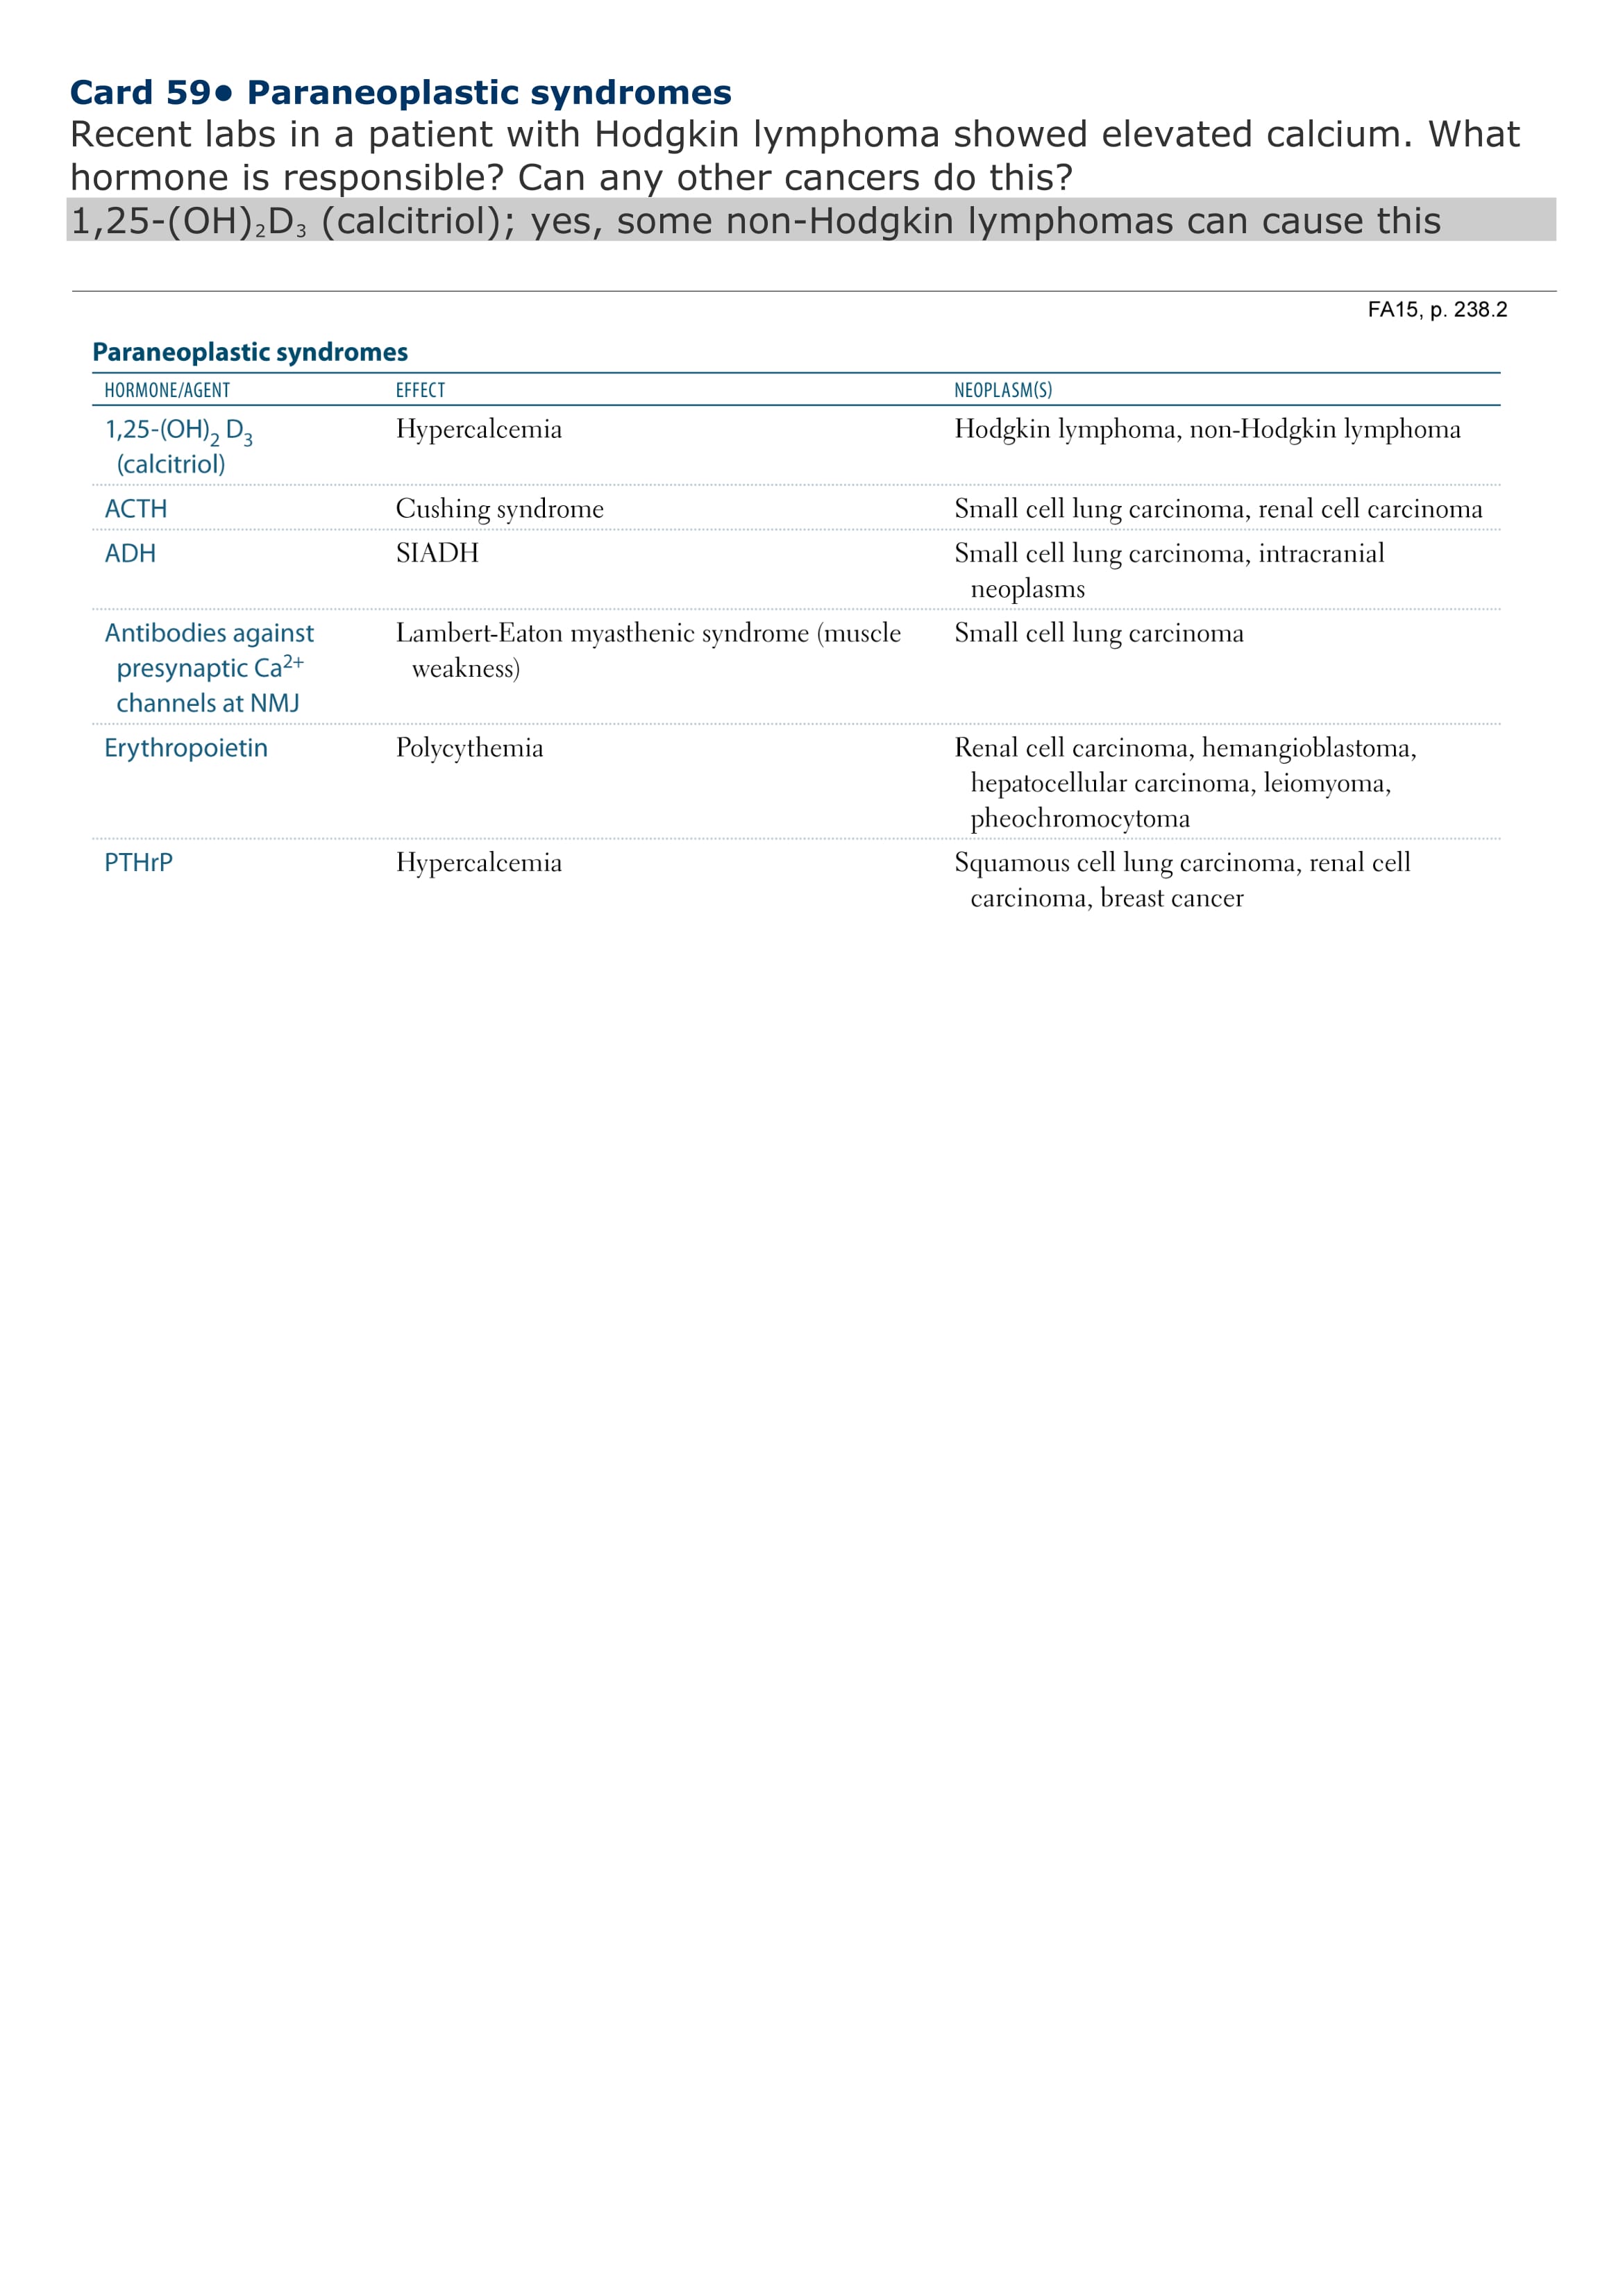 Card 59● Paraneoplastic syndromes
Recent labs in a patient with Hodgkin lymphoma showed elevated calcium. What
hormone is responsible? Can any other cancers do this?
1,25-(OH)₂D₃ (calcitriol); yes, some non-Hodgkin lymphomas can cause this
FA15, p. 238.2
Paraneoplastic syndromes
HORMONE/AGENT EFFECT NEOPLASM(S)
1,25-(OH)₂ D₃ Hypercalcemia Hodgkin lymphoma, non-Hodgkin lymphoma
(calcitriol)
ACTH Cushing syndrome Small cell lung carcinoma, renal cell carcinoma
ADH SIADH Small cell lung carcinoma, intracranial
neoplasms
Antibodies against Lambert-Eaton myasthenic syndrome (muscle Small cell lung carcinoma
presynaptic Ca²⁺ weakness)
channels at NMJ
Erythropoietin Polycythemia Renal cell carcinoma, hemangioblastoma,
hepatocellular carcinoma, leiomyoma,
pheochromocytoma
PTHrP Hypercalcemia Squamous cell lung carcinoma, renal cell
carcinoma, breast cancer